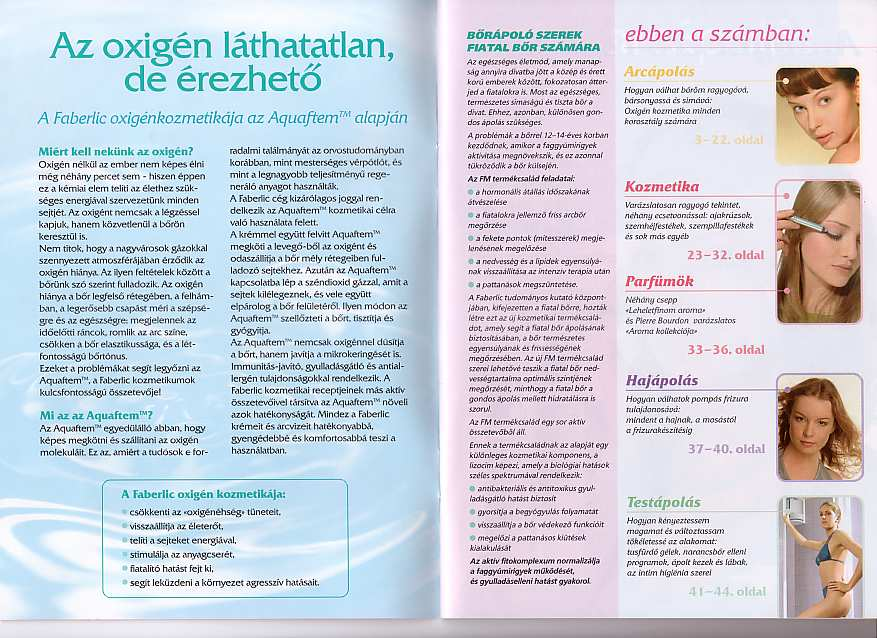 Az oxigén láthatatlan,
de érezhető
A Faberlic oxigénkozmetikája az Aquaftem™ alapján
Miért kell nekünk az oxigén?
Oxigén nélkül az ember nem képes élni
még néhány percet sem - hiszen éppen
ez a kémiai elem telíti az élethez szük-
séges energiával szervezetünk minden
sejtjét. Az oxigént nemcsak a légzéssel
kapjuk, hanem közvetlenül a bőrön
keresztül is.
Nem titok, hogy a nagyvárosok gázokkal
szennyezett atmoszférájában érződik az
oxigén hiánya. Az ilyen feltételek között a
bőrünk szó szerint fulladozik. Az oxigén
hiánya a bőr legfelső rétegében, a felhám-
ban, a legerősebb csapást méri a szépsé-
gre és az egészségre: megjelennek az
időelőtti ráncok, romlik az arc színe,
csökken a bőr elasztikussága, és a lét-
fontosságú bőrtónus.
Ezeket a problémákat segít legyőzni az
Aquaftem™, a Faberlic kozmetikumok
kulcsfontosságú összetevője!
Mi az az Aquaftem™?
Az Aquaftem™ egyedülálló abban, hogy
képes megkötni és szállítani az oxigén
molekuláit. Ez az, amiért a tudósok e for-
radalmi találmányát az orvostudományban
korábban, mint mesterséges vérpótlót, és
mint a legnagyobb teljesítményű rege-
neráló anyagot használták.
A Faberlic cég kizárólagos joggal ren-
delkezik az Aquaftem™ kozmetikai célra
való használata felett.
A krémmel együtt felvitt Aquaftem™
megköti a levegő-ből az oxigént és
odaszállítja a bőr mély rétegeiben ful-
ladozó sejtekhez. Azután az Aquaftem™
kapcsolatba lép a széndioxid gázzal, amit a
sejtek kilélegeznek, és vele együtt
elpárolog a bőr felületéről. Ilyen módon az
Aquaftem™ szellőzteti a bőrt, tisztítja és
gyógyítja.
Az Aquaftem™ nemcsak oxigénnel dúsítja
a bőrt, hanem javítja a mikrokeringését is.
Immunitás-javító, gyulladásgátló és antial-
lergén tulajdonságokkal rendelkezik. A
Faberlic kozmetikai receptjeinek más aktív
összetevőivel társítva az Aquaftem™ növeli
azok hatékonyságát. Mindez a Faberlic
krémeit és arcvizeit hatékonyabbá,
gyengédebbé és komfortosabbá teszi a
használatban.
A Faberlic oxigén kozmetikája:
csökkenti az «oxigénéhség» tüneteit,
visszaállítja az életerőt,
telíti a sejteket energiával,
stimulálja az anyagcserét,
fiatalító hatást fejt ki,
segít leküzdeni a környezet agresszív hatásait.
BŐRÁPOLÓ SZEREK
FIATAL BŐR SZÁMÁRA
Az egészséges életmód, amely manap-
ság annyira divatba jött a közép és érett
korú emberek között, fokozatosan átter-
jed a fiatalokra is. Most az egészséges,
természetes simaságú és tiszta bőr a
divat. Ehhez, azonban, különösen gon-
dos ápolás szükséges.
A problémák a bőrrel 12–14-éves korban
kezdődnek, amikor a faggyúmirigyek
aktivitása megnövekszik, és ez azonnal
tükröződik a bőr külsején.
Az FM termékcsalád feladatai:
a hormonális átállás időszakának
átvészelése
a fiatalokra jellemző friss arcbőr
megőrzése
a fekete pontok (mitesszerek) megje-
lenésének megelőzése
a nedvesség és a lipidek egyensúlyá-
nak visszaállítása az intenzív terápia után
a pattanások megszüntetése.
A Faberlic tudományos kutató központ-
jában, kifejezetten a fiatal bőrre, hozták
létre ezt az új kozmetikai termékcsalá-
dot, amely segít a fiatal bőr ápolásának
biztosításában, a bőr természetes
egyensúlyának és frissességének
megőrzésében. Az új FM termékcsalád
szerei lehetővé teszik a fiatal bőr ned-
vességtartalma optimális szintjének
megőrzését, minthogy a fiatal bőr a
gondos ápolás mellett hidratálásra is
szorul.
Az FM termékcsalád egy sor aktív
összetevőből áll.
Ennek a termékcsaládnak az alapját egy
különleges kozmetikai komponens, a
lizocim képezi, amely a biológiai hatások
széles spektrumával rendelkezik:
antibakteriális és antitoxikus gyul-
ladásgátló hatást biztosít
gyorsítja a begyógyulás folyamatát
visszaállítja a bőr védekező funkcióit
megelőzi a pattanásos kiütések
kialakulását
Az aktív fitokomplexum normalizálja
a faggyúmirigyek működését,
és gyulladáselleni hatást gyakorol.
ebben a számban:
Arcápolás
Hogyan válhat bőröm ragyogóvá,
bársonyossá és simává:
Oxigén kozmetika minden
korosztály számára
3–22. oldal
Kozmetika
Varázslatosan ragyogó tekintet,
néhány ecsetvonással: ajakrúzsok,
szemhéjfestékek, szempillafestékek
és sok más egyéb
23–32. oldal
Parfümök
Néhány csepp
«Leheletfinom aroma»
és Pierre Bourdon varázslatos
«Aroma kollekciója»
33–36. oldal
Hajápolás
Hogyan válhatok pompás frizura
tulajdonosává:
mindent a hajnak, a mosástól
a frizurakészítésig
37–40. oldal
Testápolás
Hogyan kényeztessem
magamat és változtassam
tökéletessé az alakomat:
tusfürdő gélek, narancsbőr elleni
programok, ápolt kezek és lábak,
az intim higiénia szerei
41–44. oldal